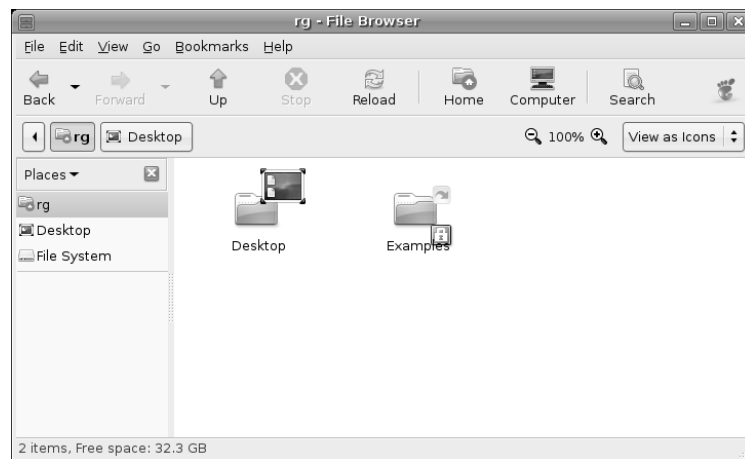 rg - File Browser
File Edit View Go Bookmarks Help
Back Forward Up Stop Reload Home Computer Search
rg Desktop 100% View as Icons
Places
rg
Desktop
File System
Desktop Examples
2 items, Free space: 32.3 GB